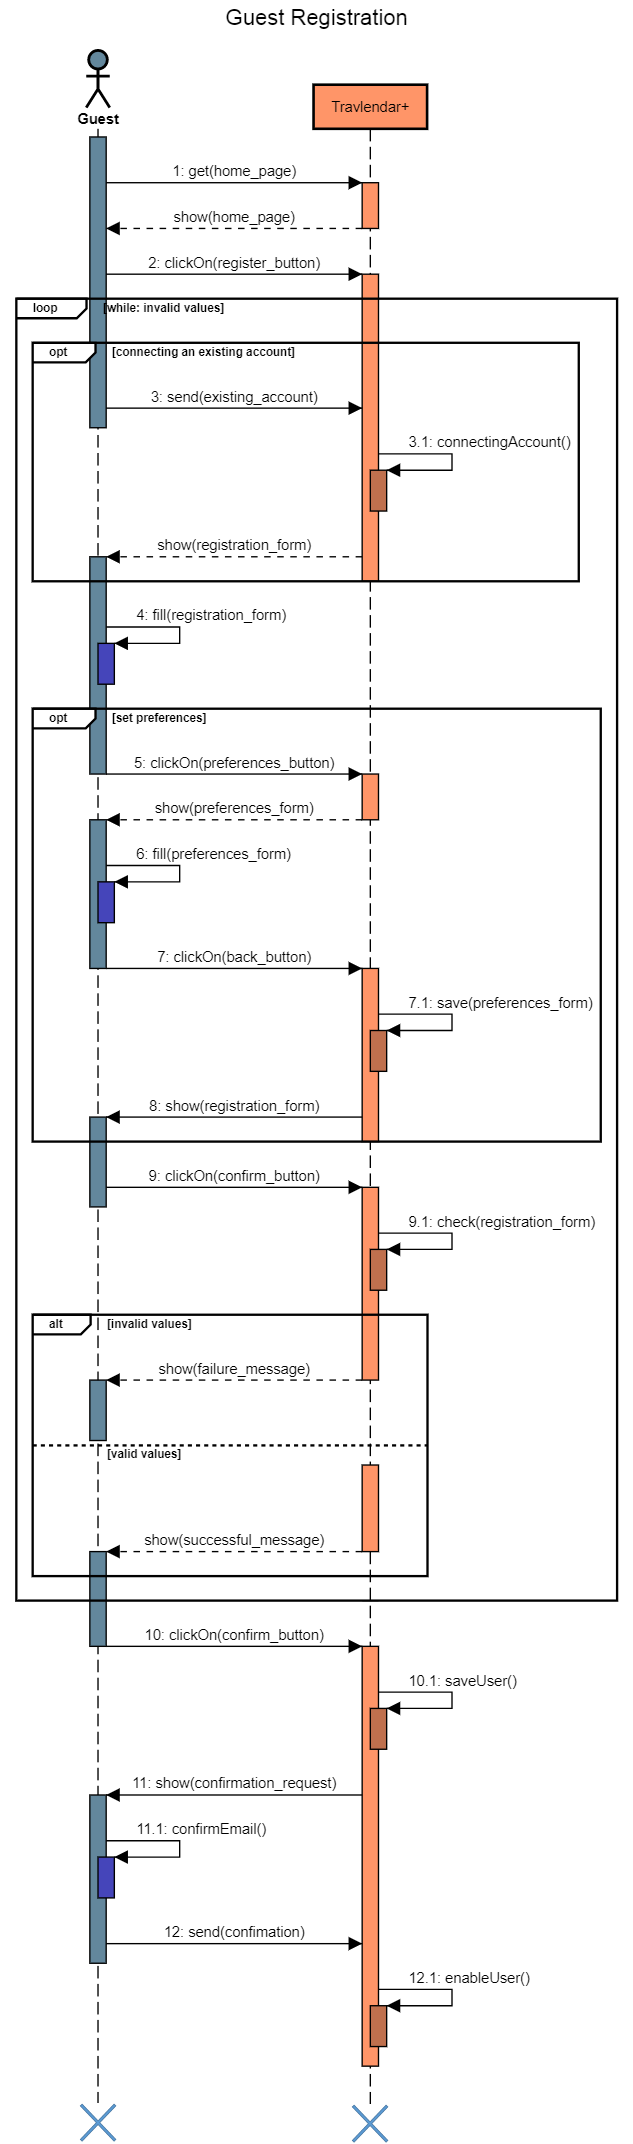 Guest Registration
Guest
Travlendar+
1: get(home_page)
show(home_page)
2: clickOn(register_button)
loop
[while: invalid values]
opt
[connecting an existing account]
3: send(existing_account)
3.1: connectingAccount()
show(registration_form)
4: fill(registration_form)
opt
[set preferences]
5: clickOn(preferences_button)
show(preferences_form)
6: fill(preferences_form)
7: clickOn(back_button)
7.1: save(preferences_form)
8: show(registration_form)
9: clickOn(confirm_button)
9.1: check(registration_form)
alt
[invalid values]
show(failure_message)
[valid values]
show(successful_message)
10: clickOn(confirm_button)
10.1: saveUser()
11: show(confirmation_request)
11.1: confirmEmail()
12: send(confimation)
12.1: enableUser()